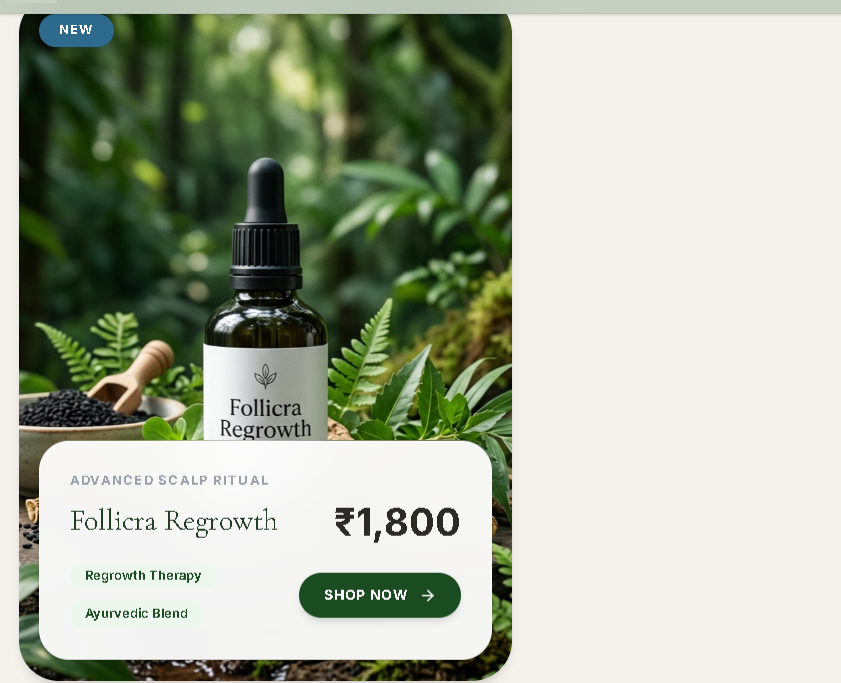 NEW
Follicra
Regrowth
ADVANCED SCALP RITUAL
Follicra Regrowth
₹1,800
Regrowth Therapy
SHOP NOW →
Ayurvedic Blend